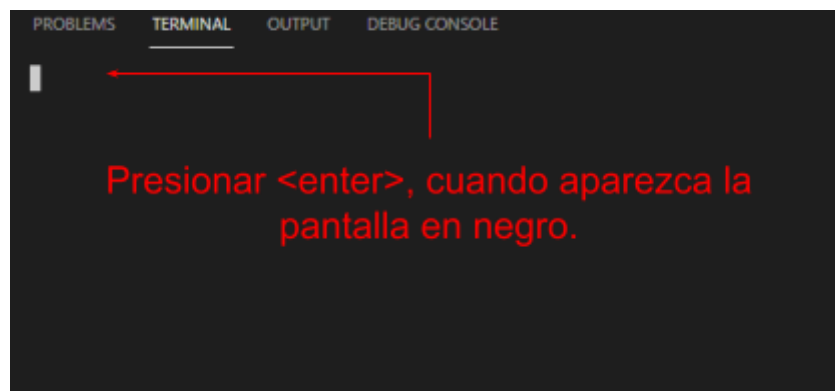 PROBLEMS TERMINAL OUTPUT DEBUG CONSOLE
Presionar <enter>, cuando aparezca la
pantalla en negro.